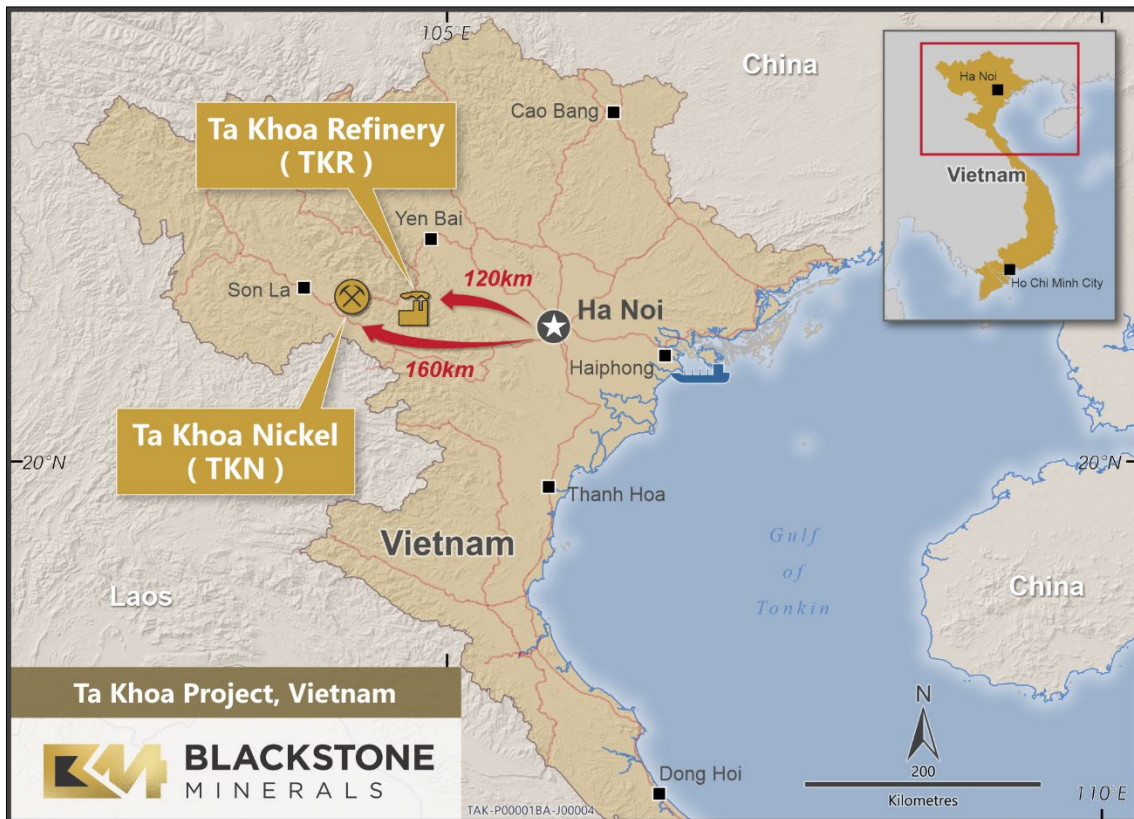 105°E
China
Cao Bang
Ta Khoa Refinery
( TKR )
Yen Bai
Son La
120km
Ha Noi
160km
Haiphong
Ta Khoa Nickel
( TKN )
20°N
20°N
Thanh Hoa
Vietnam
Gulf
of
Tonkin
China
Laos
Dong Hoi
110°E
Ha Noi
Vietnam
Ho Chi Minh City
N
200
Kilometres
Ta Khoa Project, Vietnam
BM BLACKSTONE
MINERALS
TAK-P00001BA-J00004